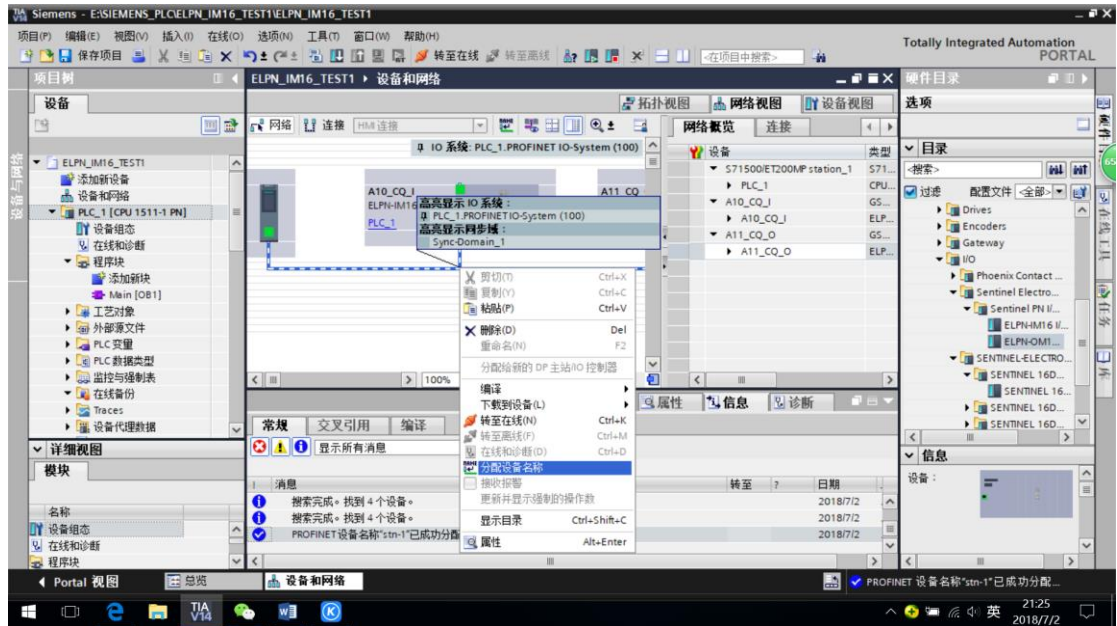 Siemens - E:\SIEMENS_PLC\ELPN_IM16_TEST1\ELPN_IM16_TEST1
项目(P) 编辑(E) 视图(V) 插入(I) 在线(O) 选项(N) 工具(T) 窗口(W) 帮助(H)
Totally Integrated Automation
PORTAL
保存项目 转至在线 转至离线 <在项目中搜索>
项目树
设备
ELPN_IM16_TEST1
添加新设备
设备和网络
PLC_1 [CPU 1511-1 PN]
设备组态
在线和诊断
程序块
添加新块
Main [OB1]
工艺对象
外部源文件
PLC 变量
PLC 数据类型
监控与强制表
在线备份
Traces
设备代理数据
详细视图
模块
名称
设备组态
在线和诊断
程序块
设备与网络
ELPN_IM16_TEST1 ▸ 设备和网络
拓扑视图 网络视图 设备视图
网络 连接 HMI 连接
IO 系统: PLC_1.PROFINET IO-System (100)
A10_CQ_I
ELPN-IM16
PLC_1
A11_CQ
高亮显示 IO 系统：
PLC_1.PROFINET IO-System (100)
高亮显示同步域：
Sync-Domain_1
100%
剪切(T) Ctrl+X
复制(Y) Ctrl+C
粘贴(P) Ctrl+V
删除(D) Del
重命名(N) F2
分配给新的 DP 主站/IO 控制器
编译
下载到设备(L)
转至在线(N) Ctrl+K
转至离线(F) Ctrl+M
在线和诊断(D) Ctrl+D
分配设备名称
接收报警
更新并显示强制的操作数
显示目录 Ctrl+Shift+C
属性 Alt+Enter
网络概览 连接
设备 类型
S71500/ET200MP station_1 S71...
PLC_1 CPU...
A10_CQ_I GS...
A10_CQ_I ELP...
A11_CQ_O GS...
A11_CQ_O ELP...
属性 信息 诊断
常规 交叉引用 编译
显示所有消息
! 消息 转至 ? 日期
搜索完成。找到 4 个设备。 2018/7/2
搜索完成。找到 4 个设备。 2018/7/2
PROFINET 设备名称"stn-1"已成功分配 2018/7/2
硬件目录
选项
目录
<搜索>
过滤 配置文件 <全部>
Drives
Encoders
Gateway
I/O
Phoenix Contact ...
Sentinel Electro...
Sentinel PN I/...
ELPN-IM16 I/...
ELPN-OM1...
SENTINEL-ELECTRO...
SENTINEL 16D...
SENTINEL 16...
SENTINEL 16D...
SENTINEL 16D...
信息
设备：
任务
库
65
Portal 视图 总览 设备和网络
PROFINET 设备名称"stn-1"已成功分配...
TIA
V14
英
21:25
2018/7/2